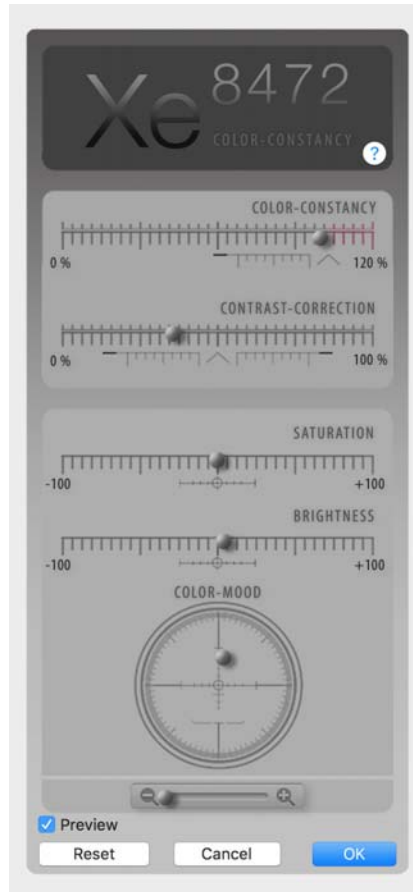 Xe 8472
COLOR-CONSTANCY
?
COLOR-CONSTANCY
0 % 120 %
CONTRAST-CORRECTION
0% 100 %
SATURATION
-100 +100
BRIGHTNESS
-100 +100
COLOR-MOOD
Preview
Reset Cancel OK